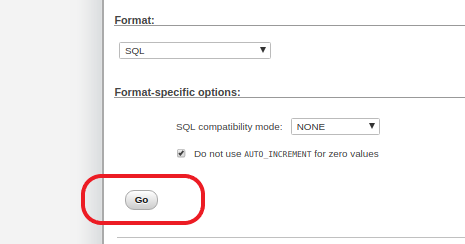 Format:
SQL
Format-specific options:
SQL compatibility mode: NONE
Do not use AUTO_INCREMENT for zero values
Go